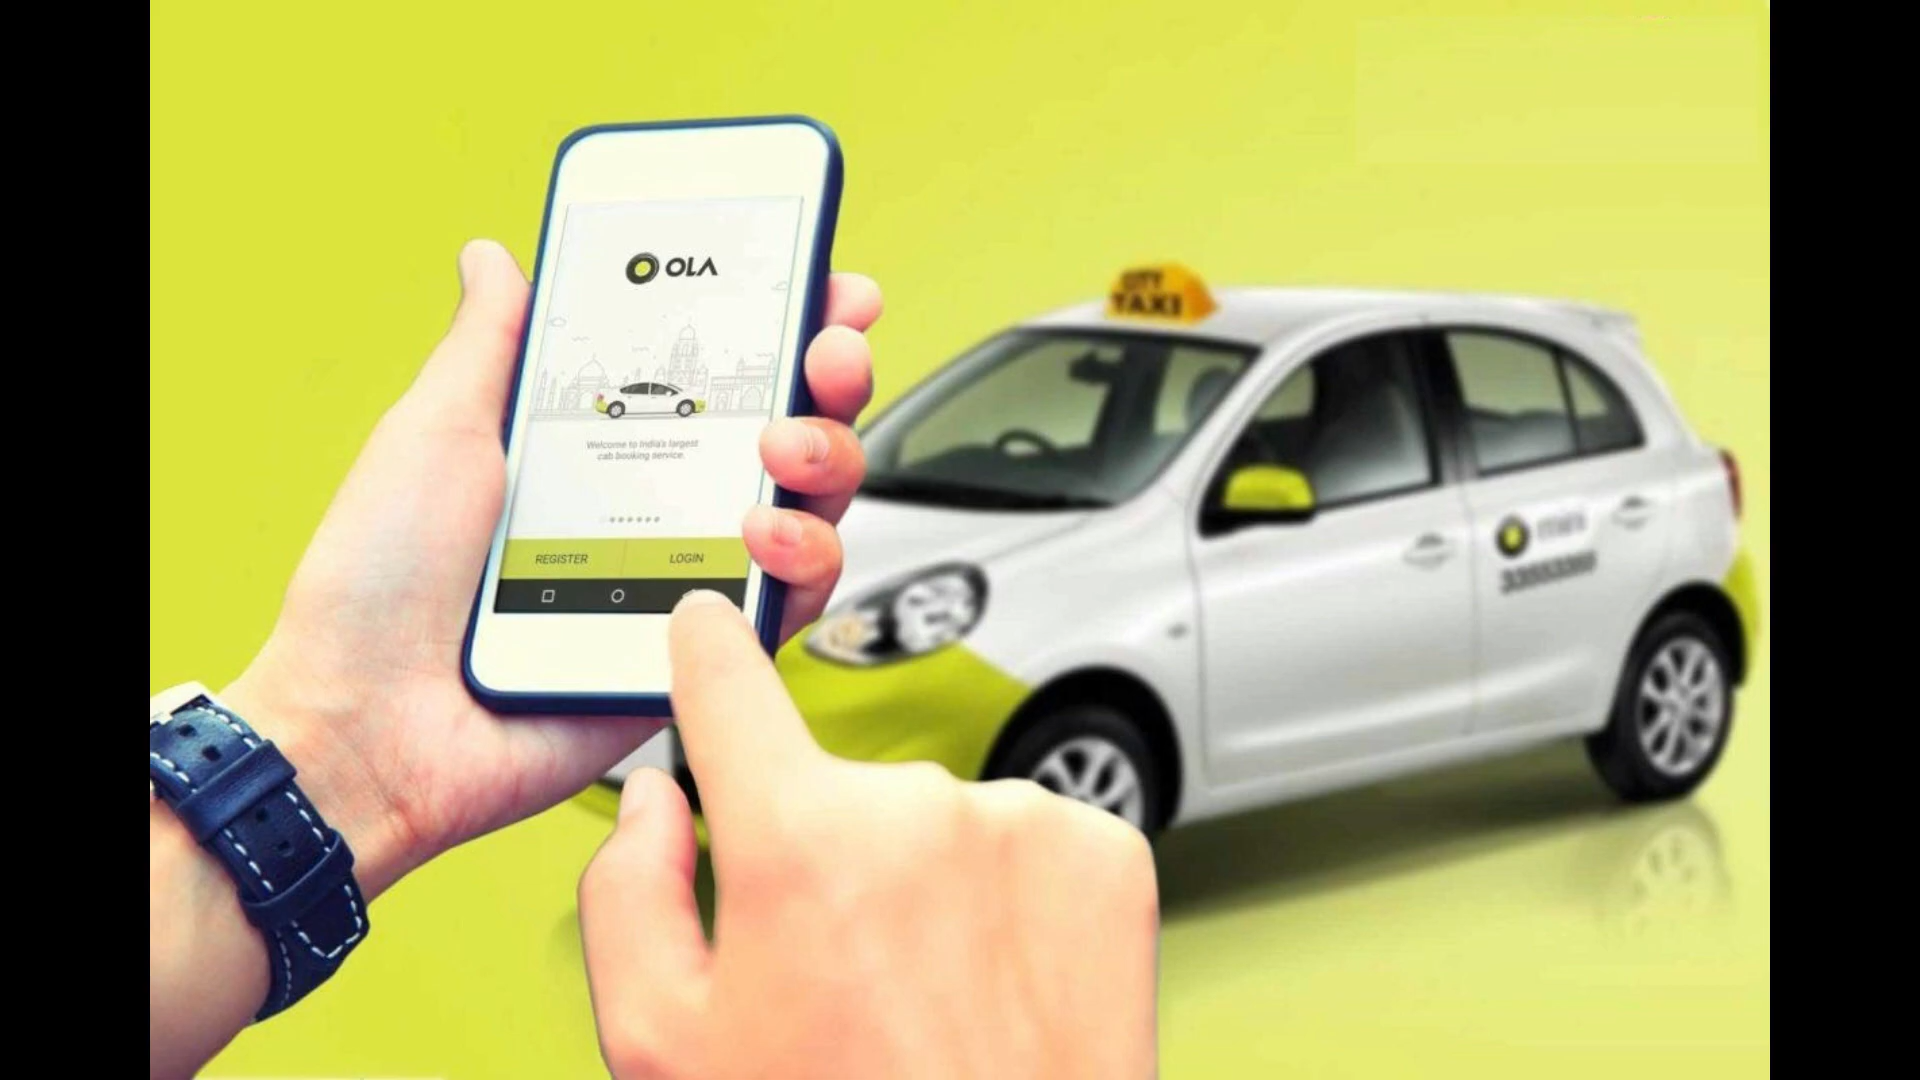 OLA
Welcome to India's largest
cab booking service.
REGISTER
LOGIN
CITY
TAXI